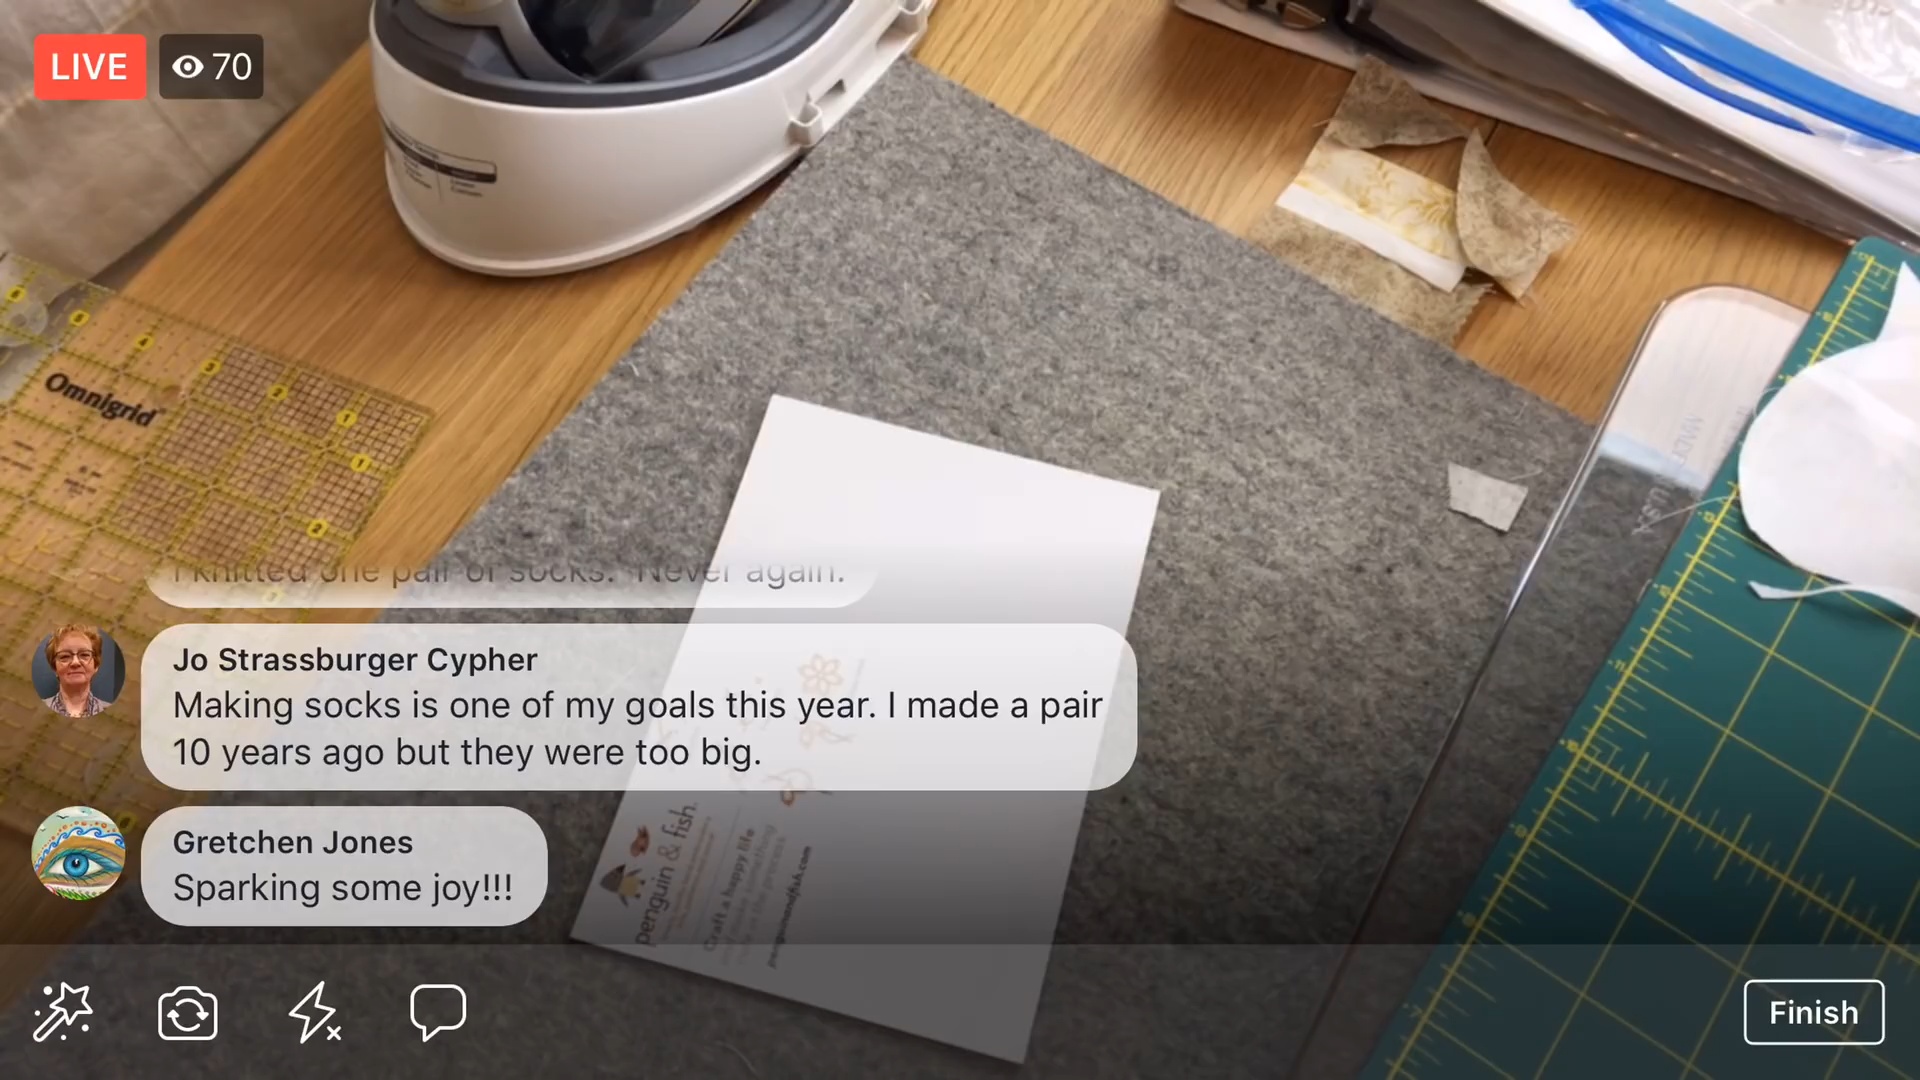 LIVE
70
Omnigrid
I knitted one pair of socks. Never again.
Jo Strassburger Cypher
Making socks is one of my goals this year. I made a pair
10 years ago but they were too big.
Gretchen Jones
Sparking some joy!!!
penguin & fish
Craft a happy life
penguinandfish.com
U.S.A.
Finish